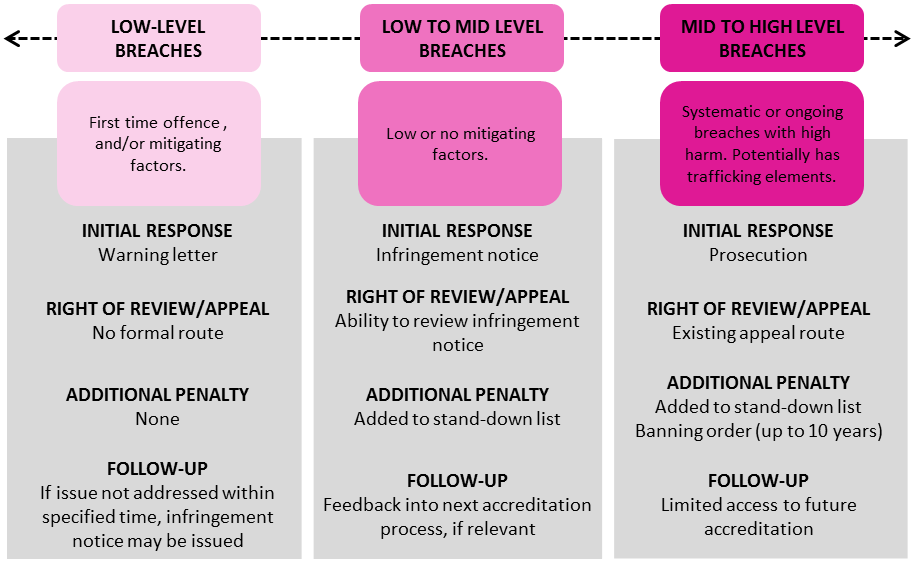 LOW-LEVEL
BREACHES
First time offence ,
and/or mitigating
factors.
INITIAL RESPONSE
Warning letter
RIGHT OF REVIEW/APPEAL
No formal route
ADDITIONAL PENALTY
None
FOLLOW-UP
If issue not addressed within
specified time, infringement
notice may be issued
LOW TO MID LEVEL
BREACHES
Low or no mitigating
factors.
INITIAL RESPONSE
Infringement notice
RIGHT OF REVIEW/APPEAL
Ability to review infringement
notice
ADDITIONAL PENALTY
Added to stand-down list
FOLLOW-UP
Feedback into next accreditation
process, if relevant
MID TO HIGH LEVEL
BREACHES
Systematic or ongoing
breaches with high
harm. Potentially has
trafficking elements.
INITIAL RESPONSE
Prosecution
RIGHT OF REVIEW/APPEAL
Existing appeal route
ADDITIONAL PENALTY
Added to stand-down list
Banning order (up to 10 years)
FOLLOW-UP
Limited access to future
accreditation